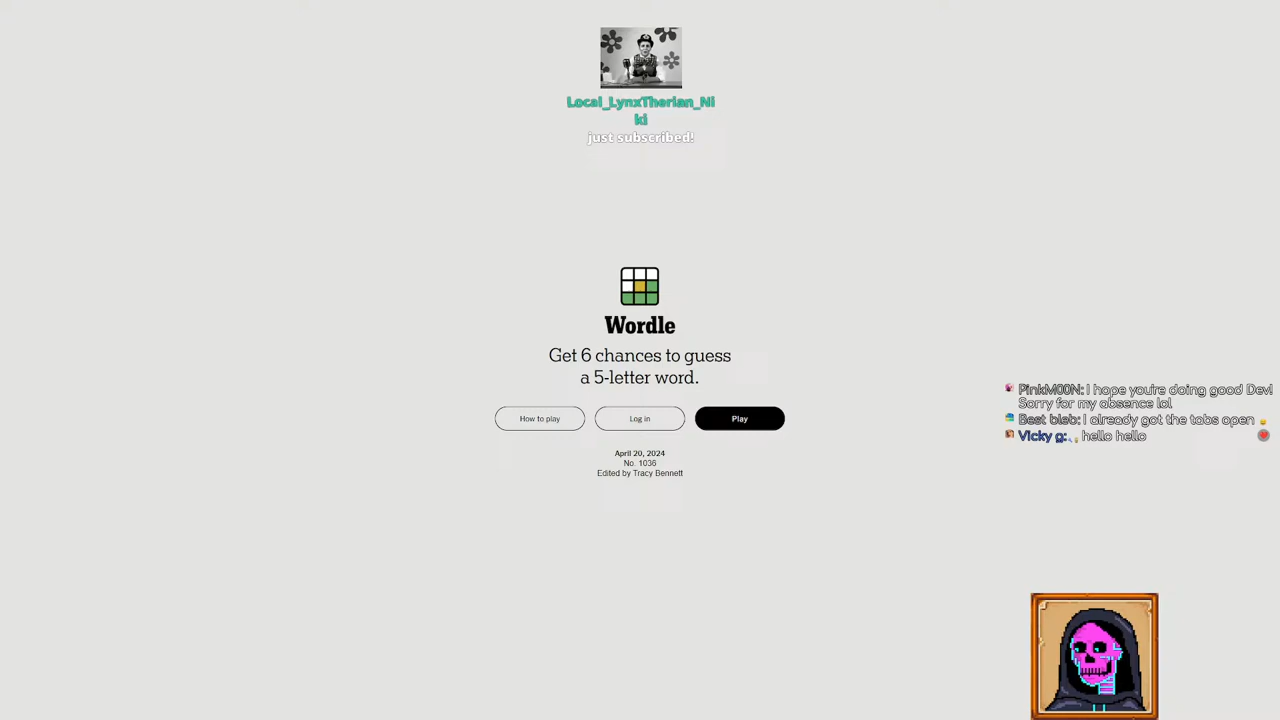 Local_LynxTherian_Ni
ki
just subscribed!
Wordle
Get 6 chances to guess
a 5-letter word.
How to play
Log in
Play
April 20, 2024
No. 1036
Edited by Tracy Bennett
PinkM00N: I hope you're doing good Dev!
Sorry for my absence lol
Best blsb: I already got the tabs open
Vicky g: hello hello